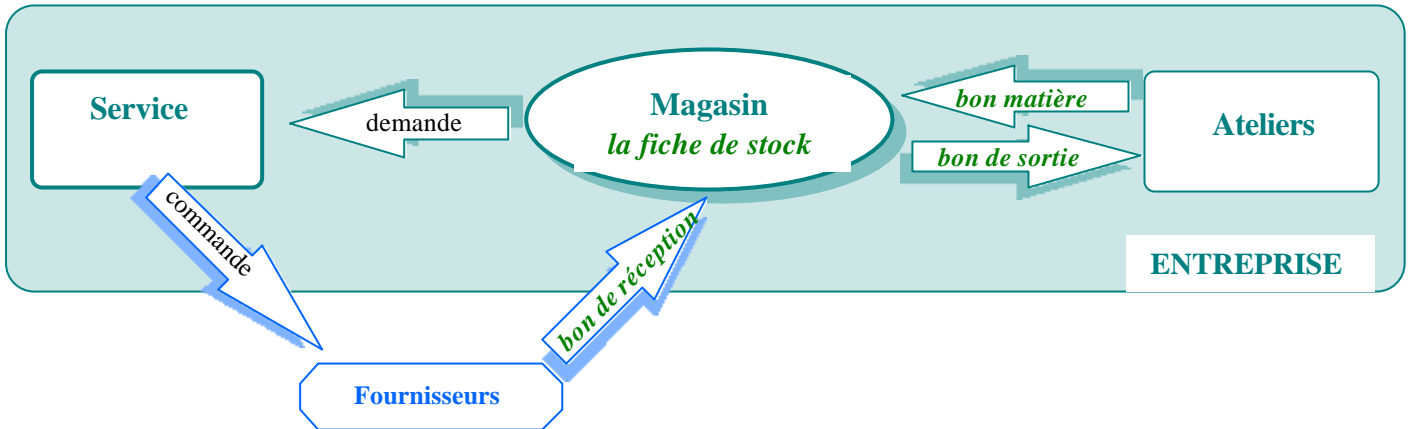 Service
demande
Magasin
la fiche de stock
bon matière
bon de sortie
Ateliers
commande
bon de réception
ENTREPRISE
Fournisseurs